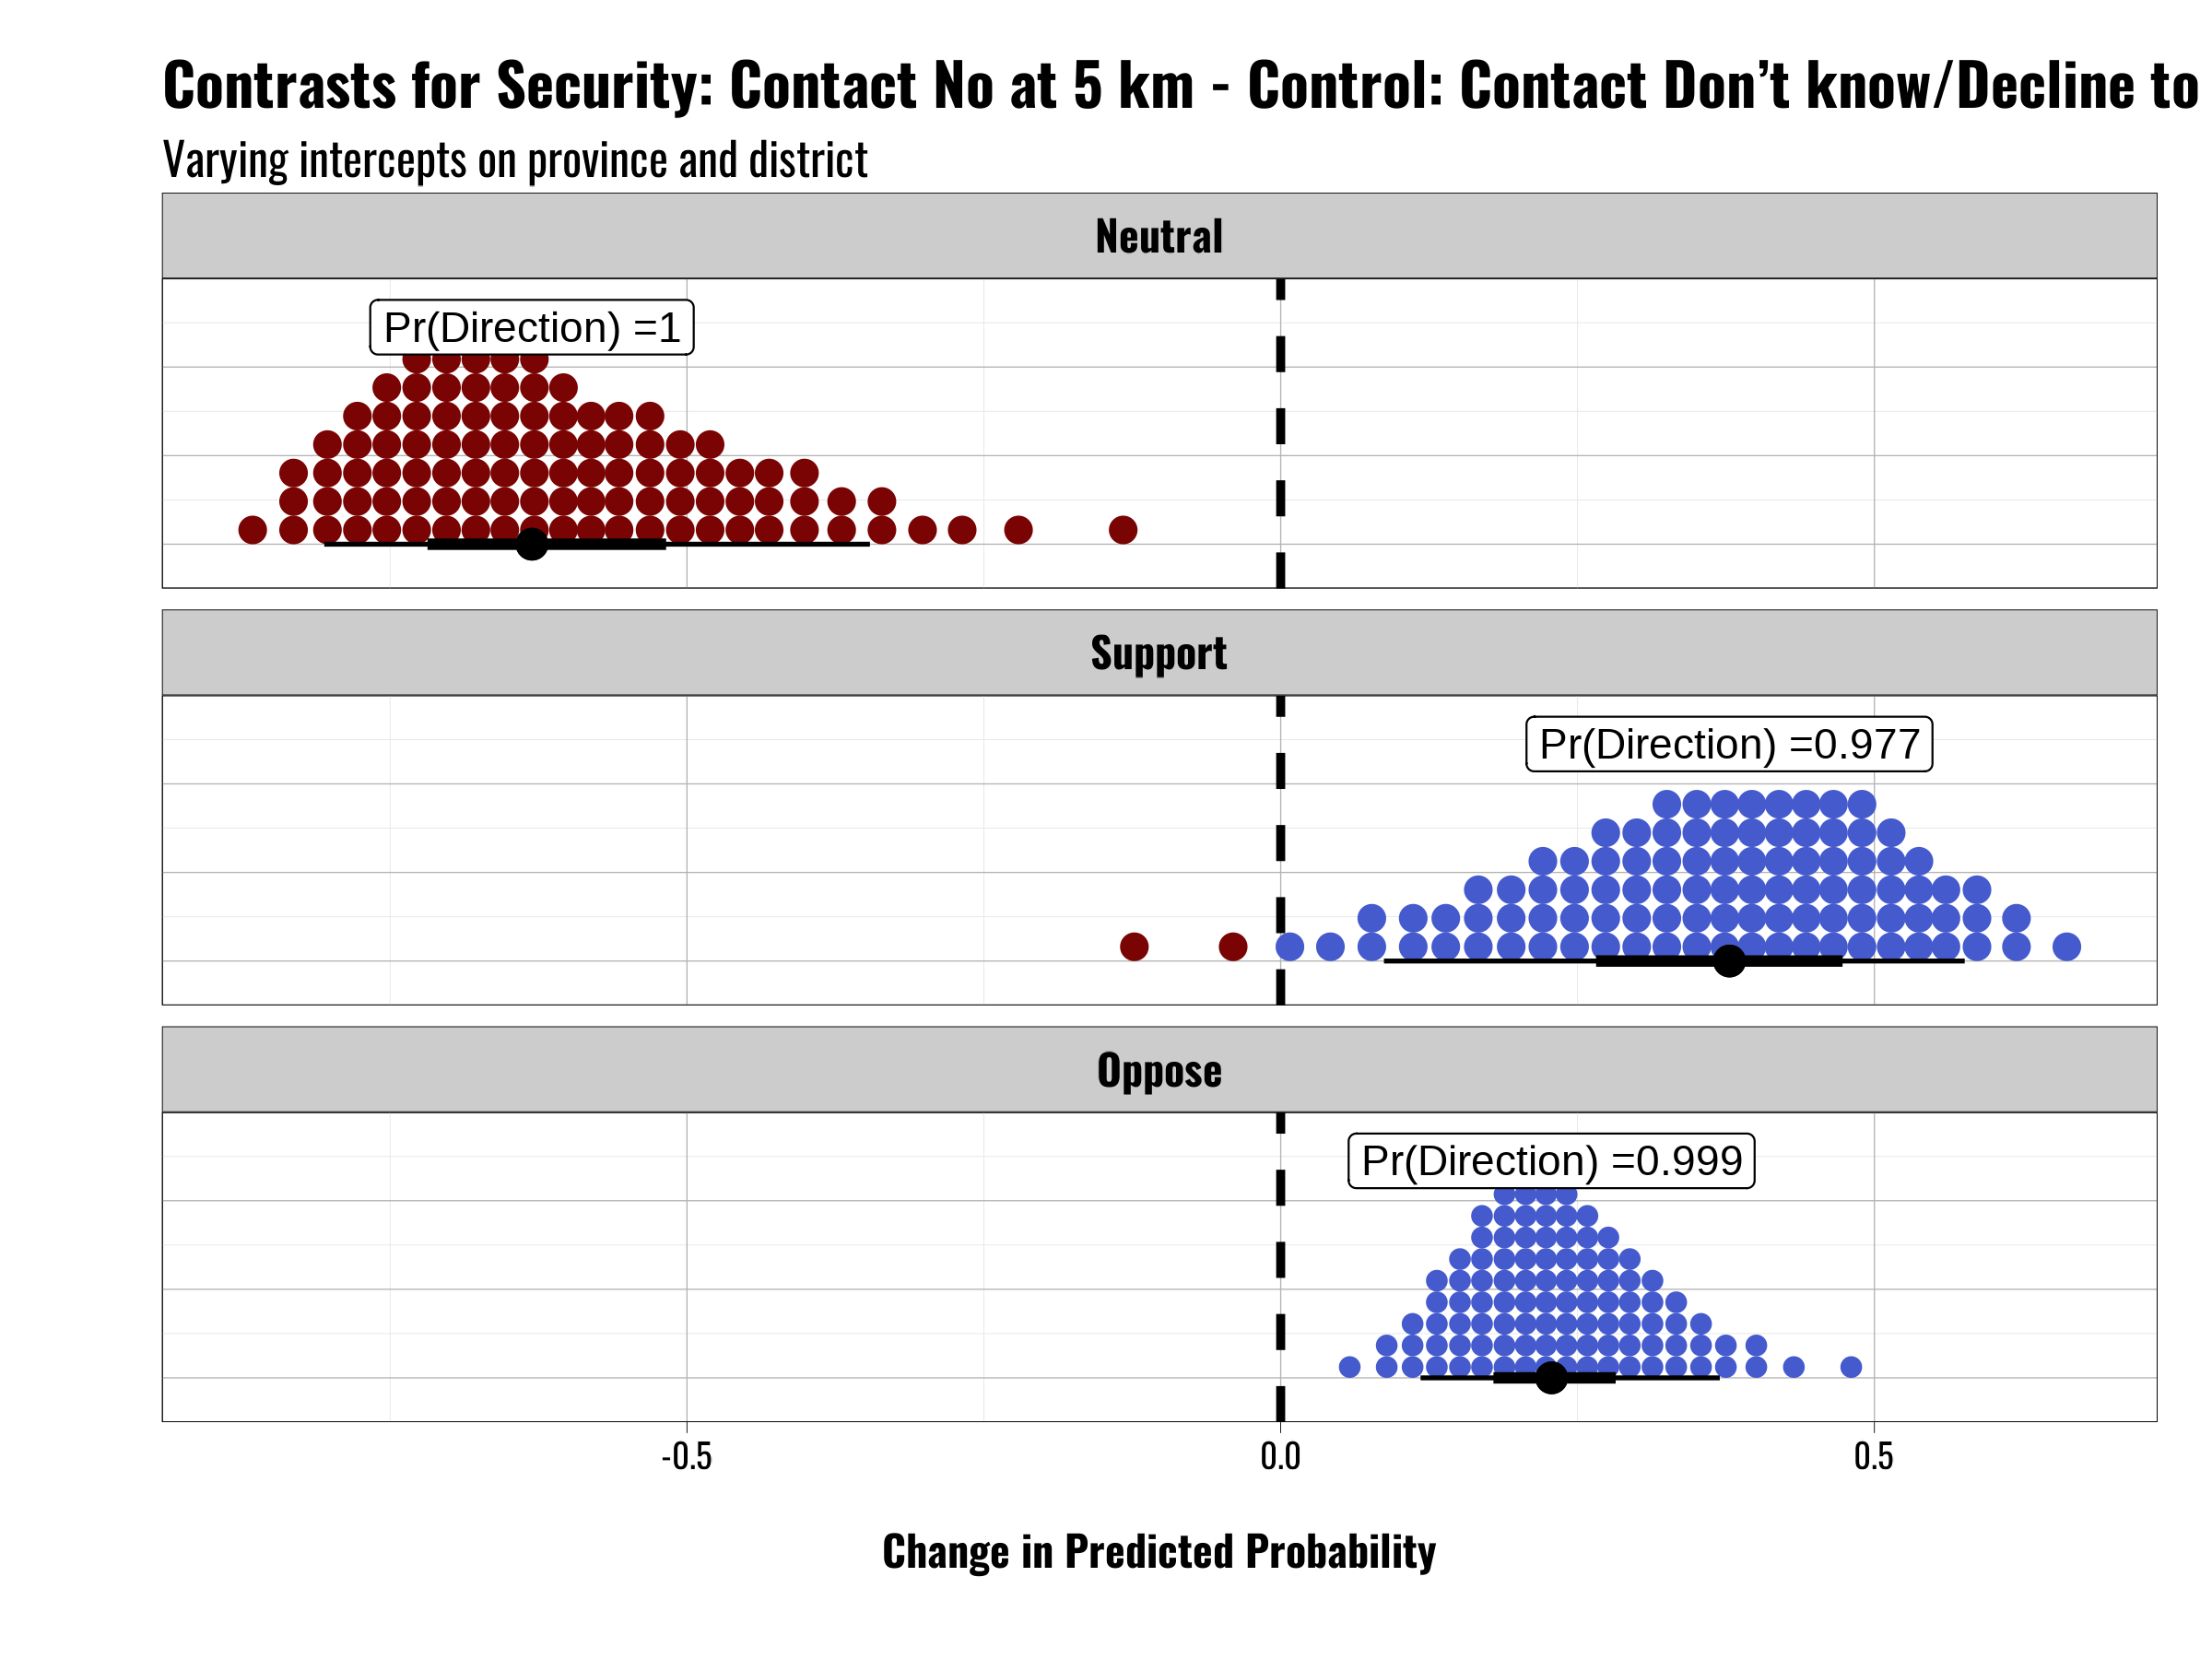 Contrasts for Security: Contact No at 5 km - Control: Contact Don’t know/Decline to
Varying intercepts on province and district
Neutral
Pr(Direction) =1
Support
Pr(Direction) =0.977
Oppose
Pr(Direction) =0.999
-0.5 0.0 0.5
Change in Predicted Probability